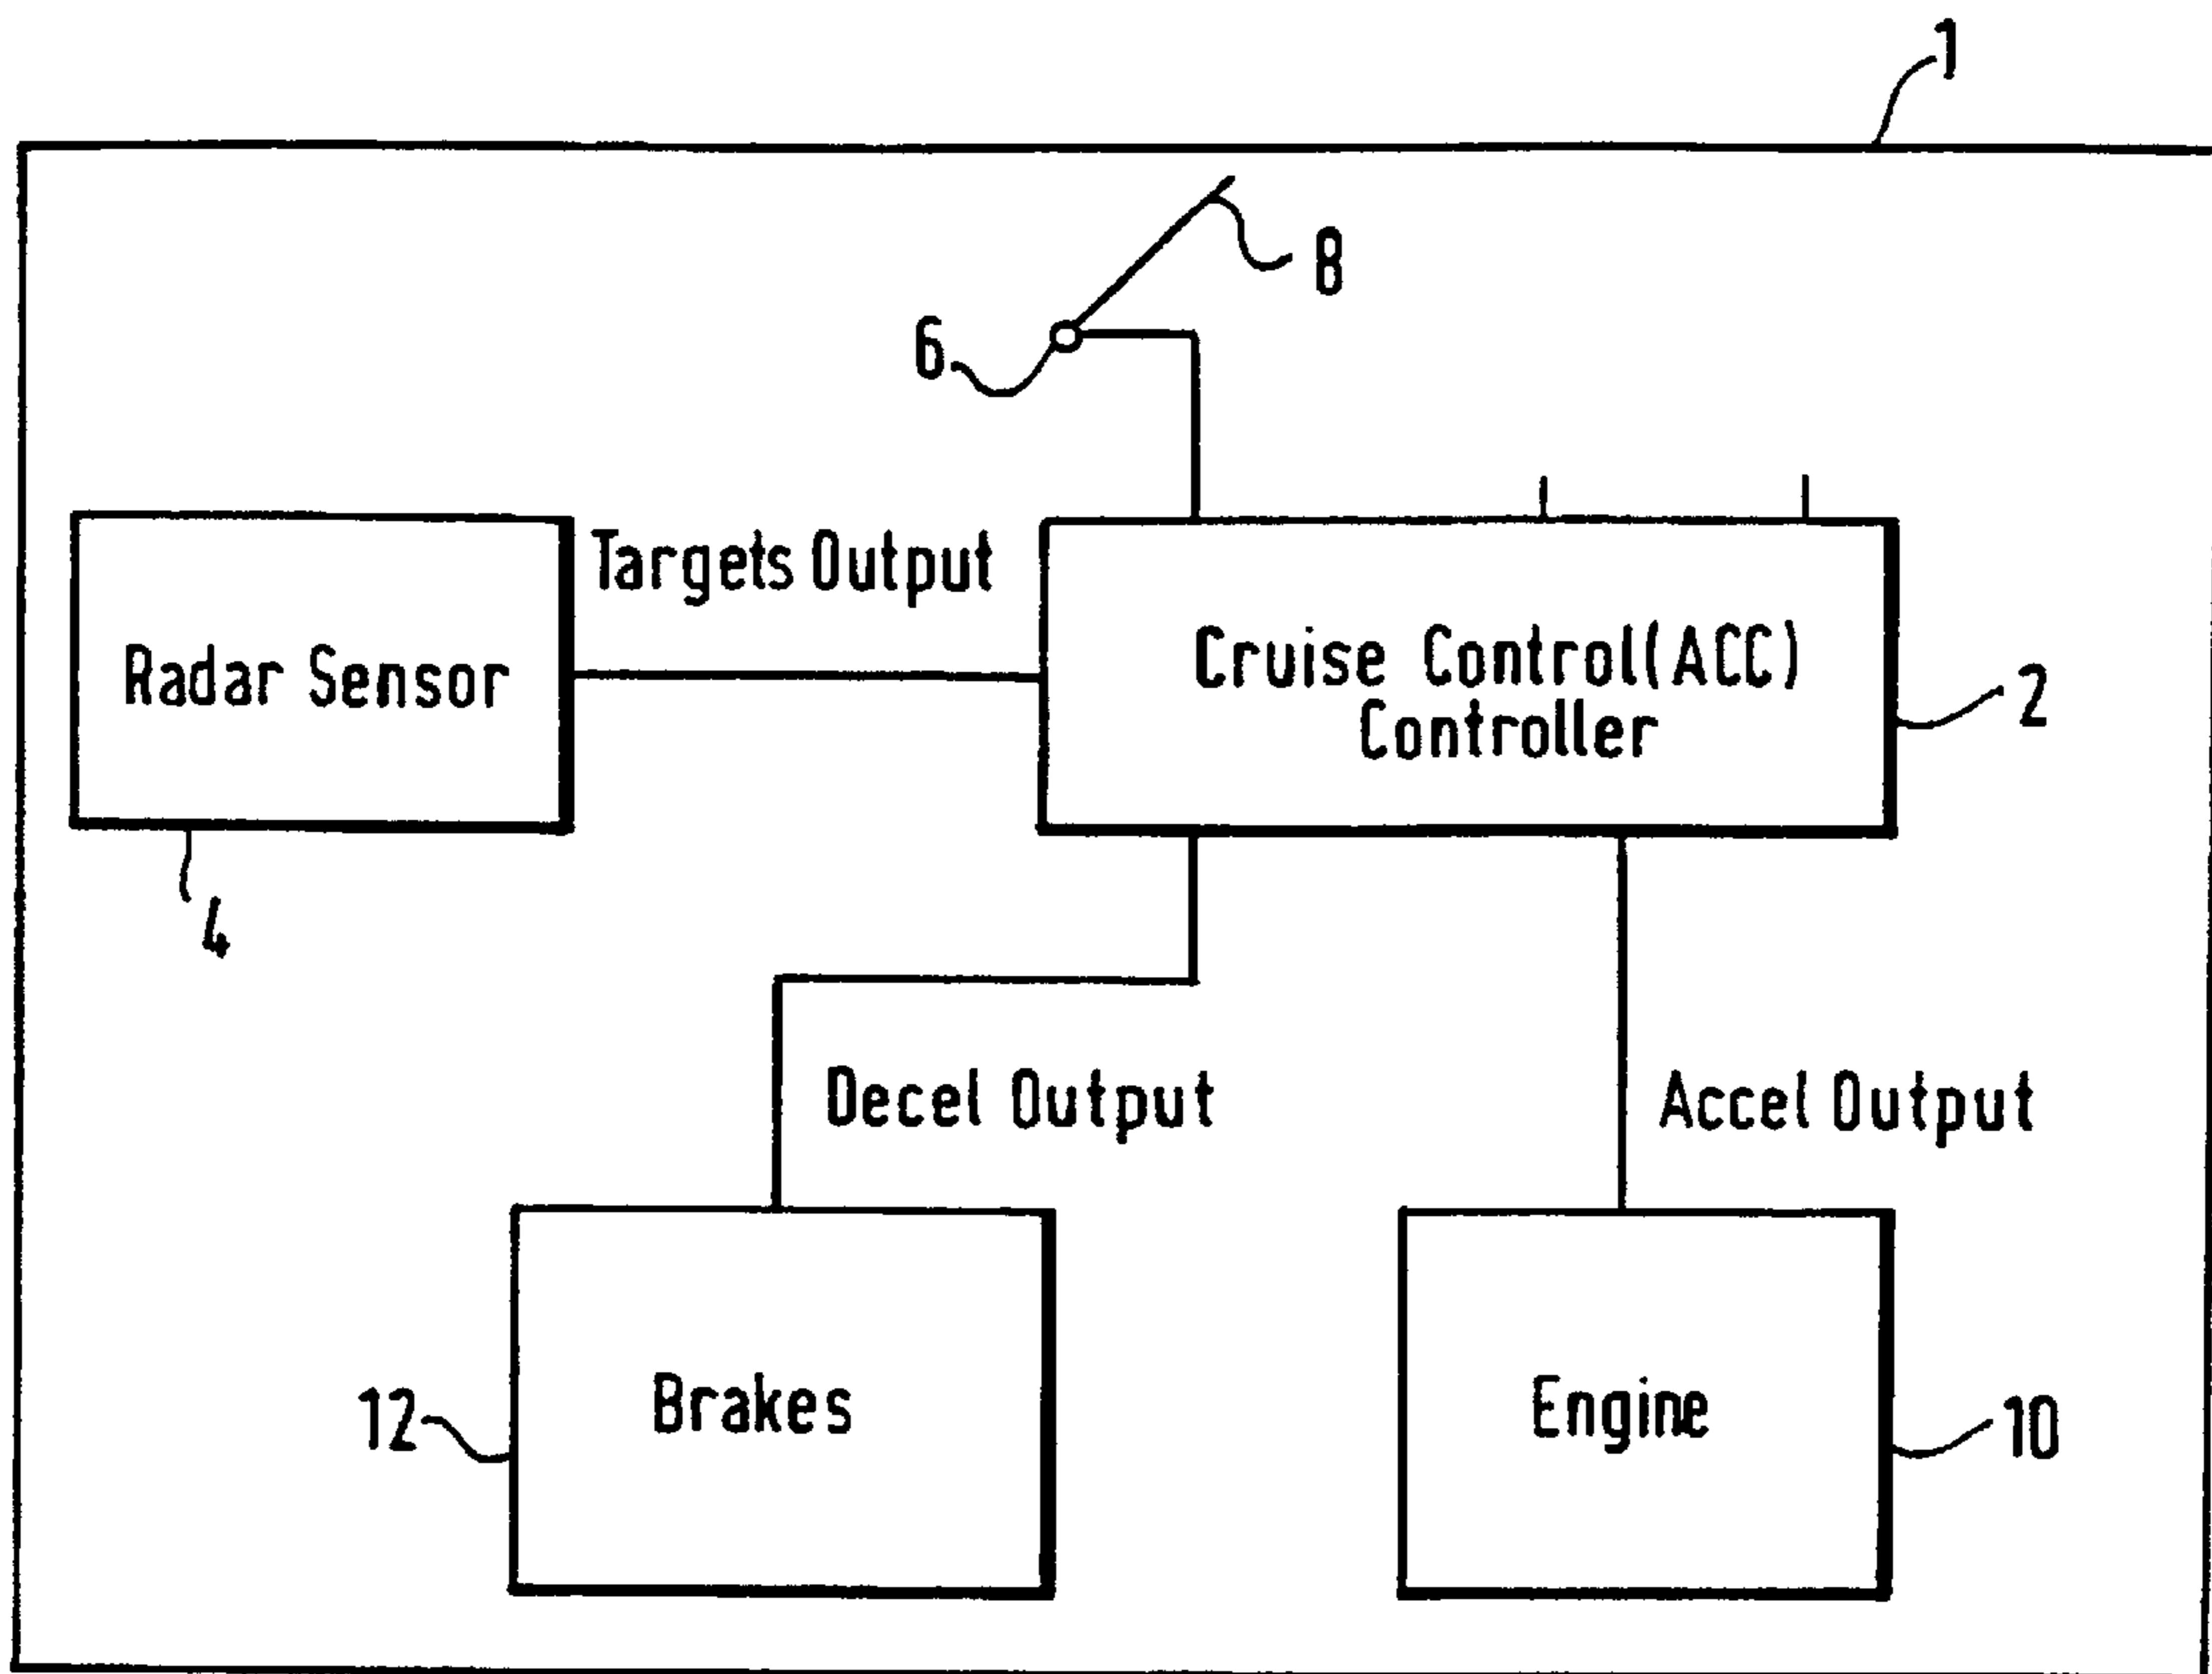 1
8
6
Targets Output
Radar Sensor
Cruise Control(ACC)
Controller
2
4
Decel Output
Accel Output
12
Brakes
Engine
10